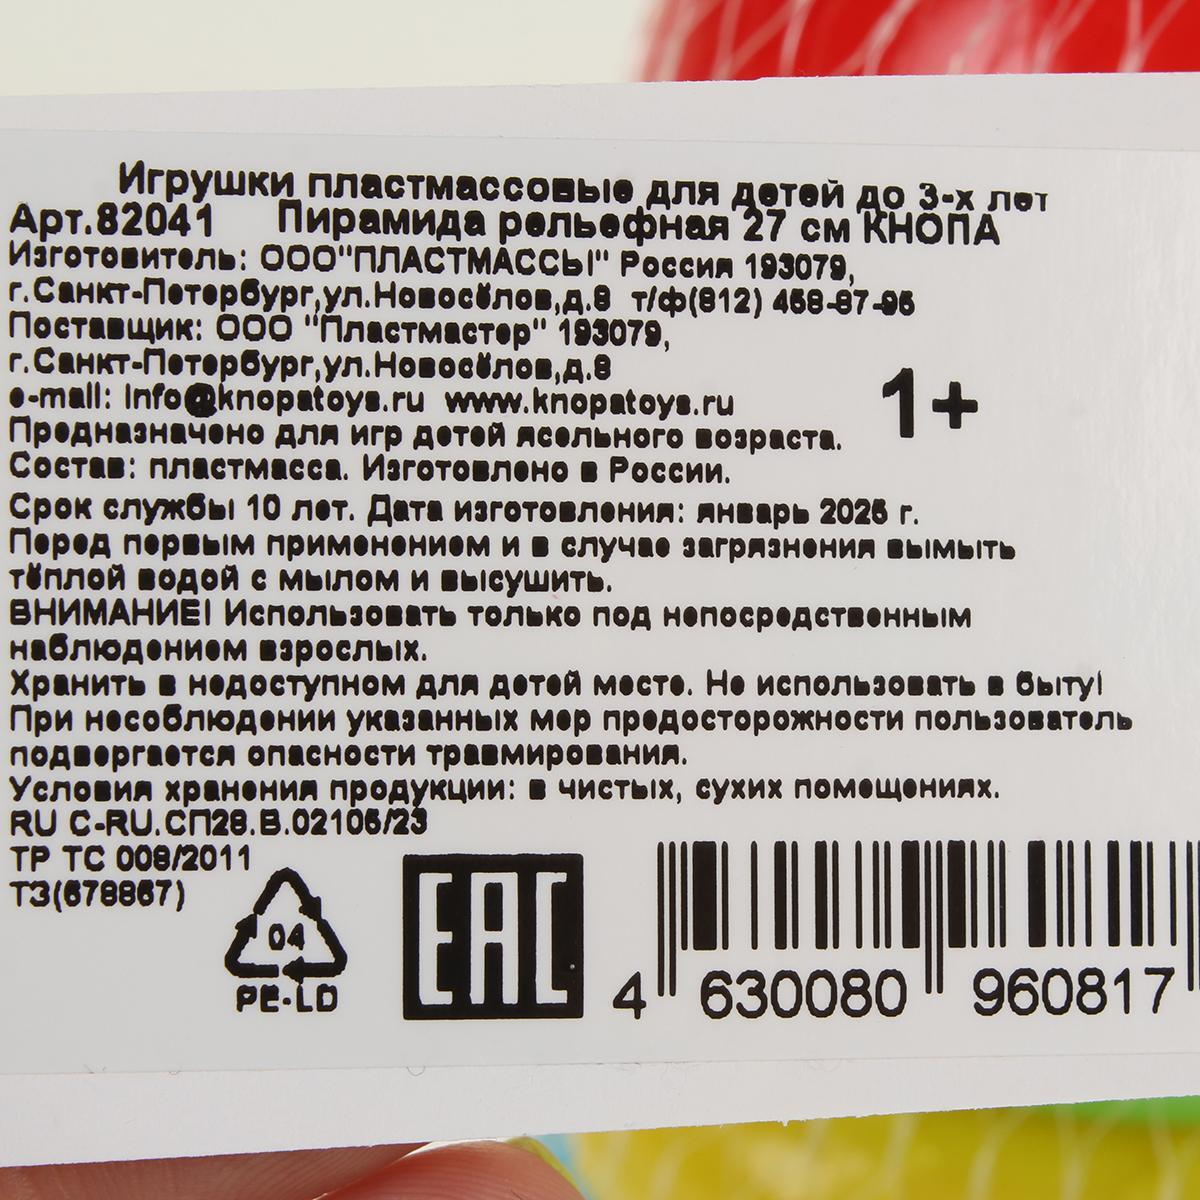 Игрушки пластмассовые для детей до 3-х лет
Арт.82041 Пирамида рельефная 27 см КНОПА
Изготовитель: ООО"ПЛАСТМАССЫ" Россия 193079,
г.Санкт-Петербург,ул.Новосёлов,д.8 т/ф(812) 458-87-95
Поставщик: ООО "Пластмастер" 193079,
г.Санкт-Петербург,ул.Новосёлов,д.8
e-mail: info@knopatoys.ru www.knopatoys.ru
1+
Предназначено для игр детей ясельного возраста.
Состав: пластмасса. Изготовлено в России.
Срок службы 10 лет. Дата изготовления: январь 2025 г.
Перед первым применением и в случае загрязнения вымыть
тёплой водой с мылом и высушить.
ВНИМАНИЕ! Использовать только под непосредственным
наблюдением взрослых.
Хранить в недоступном для детей месте. Не использовать в быту!
При несоблюдении указанных мер предосторожности пользователь
подвергается опасности травмирования.
Условия хранения продукции: в чистых, сухих помещениях.
RU C-RU.СП28.В.02105/23
ТР ТС 008/2011
ТЗ(678867)
04
PE-LD
EAC
4 630080 960817